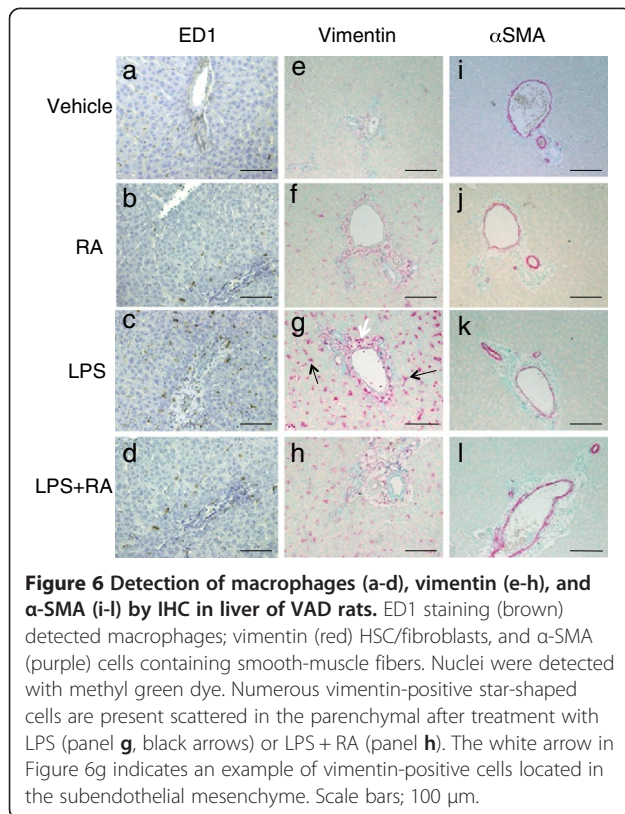 ED1 Vimentin αSMA
Vehicle a e i
RA b f j
LPS c g k
LPS+RA d h l
Figure 6 Detection of macrophages (a-d), vimentin (e-h), and
α-SMA (i-l) by IHC in liver of VAD rats. ED1 staining (brown)
detected macrophages; vimentin (red) HSC/fibroblasts, and α-SMA
(purple) cells containing smooth-muscle fibers. Nuclei were detected
with methyl green dye. Numerous vimentin-positive star-shaped
cells are present scattered in the parenchymal after treatment with
LPS (panel g, black arrows) or LPS + RA (panel h). The white arrow in
Figure 6g indicates an example of vimentin-positive cells located in
the subendothelial mesenchyme. Scale bars; 100 μm.